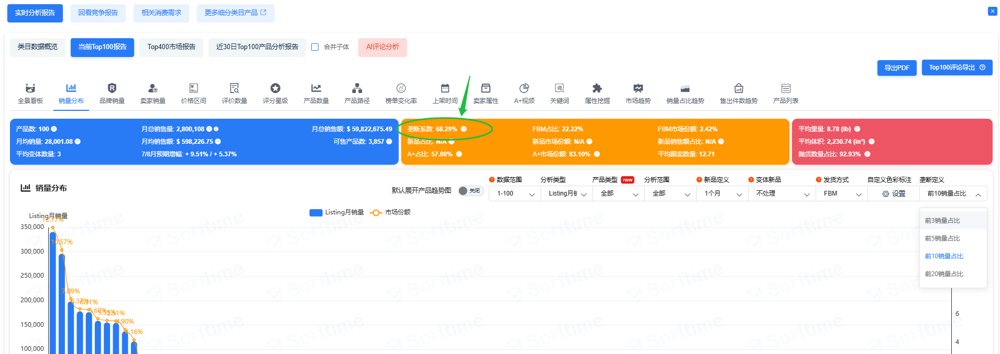 实时分析报告 回看竞争报告 相关消费需求 更多细分类目产品
类目数据概览 当前Top100报告 Top400市场报告 近30日Top100产品分析报告 合并子体 AI评论分析
导出PDF Top100评论导出
全景看板 销量分布 品牌销量 卖家销量 价格区间 评价数量 评分星级 产品数量 产品路径 榜单变化率 上架时间 卖家属性 A+视频 关键词 属性挖掘 市场趋势 销量占比趋势 售出件数趋势 产品列表
产品数: 100 月总销售量: 2,800,108 月总销售额: $ 59,822,675.49 垄断系数: 68.29% FBM占比: 22.22% FBM市场份额: 2.42% 平均重量: 8.78 (lb)
月均销量: 28,001.08 月均销售额: $ 598,226.75 可售产品数: 3,857 新品占比: N/A 新品市场份额: N/A 新品销售额占比: N/A 平均体积: 2,230.74 (in³)
平均变体数量: 3 7/8月预期增幅: + 9.51% / + 5.37% A+占比: 57.00% A+市场份额: 83.10% 平均跟卖数量: 12.71 抛货数量占比: 92.93%
数据范围 分析类型 产品类型 new 分析范围 新品定义 变体新品 发货方式 自定义色彩标注 垄断定义
销量分布 默认展开产品趋势图 关闭 1-100 Listing月销 全部 全部 1个月 不处理 FBM 设置 前10销量占比
Listing月销量 Listing月销量 市场份额
前3销量占比
前5销量占比
前10销量占比
前20销量占比
12.17%
350,000
10.57%
300,000
250,000
7.09%
200,000
6.37% 6.31%
5.68% 5.55% 5.51%
4.90%
150,000
4.16%
100,000
6
4
Sorftime